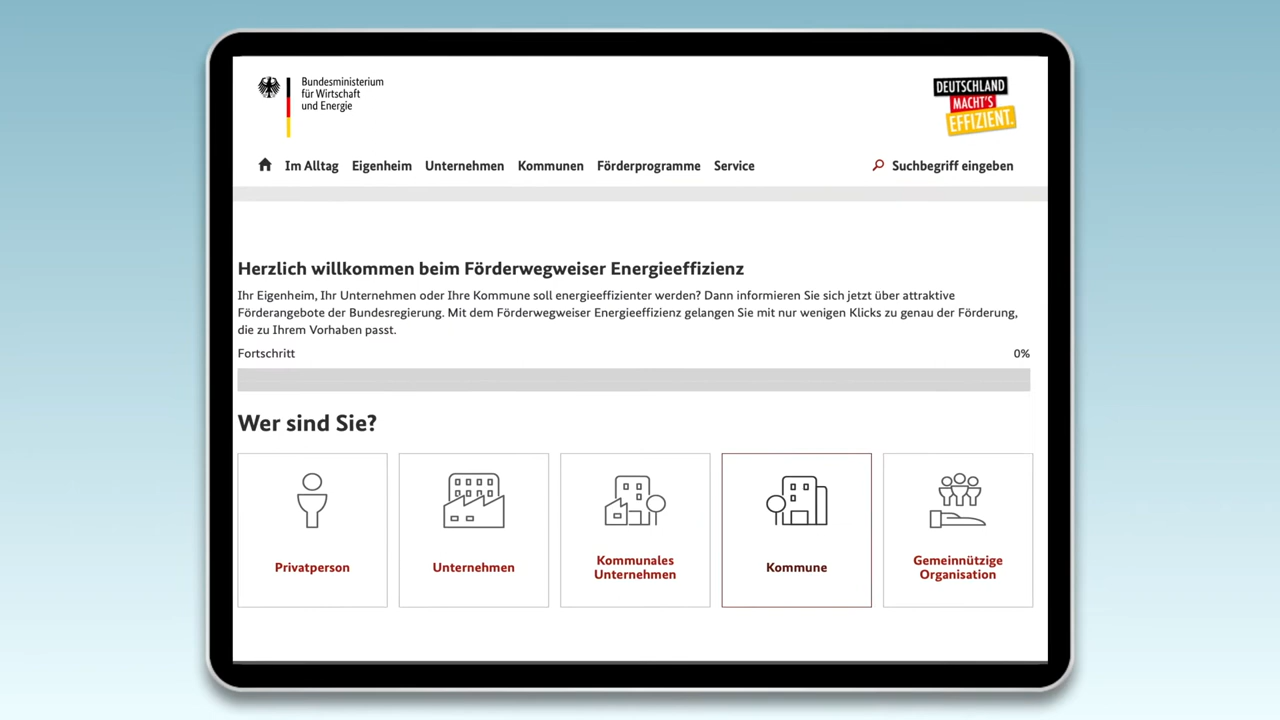 Bundesministerium
für Wirtschaft
und Energie
DEUTSCHLAND
MACHT'S
EFFIZIENT.
Im Alltag Eigenheim Unternehmen Kommunen Förderprogramme Service Suchbegriff eingeben
Herzlich willkommen beim Förderwegweiser Energieeffizienz
Ihr Eigenheim, Ihr Unternehmen oder Ihre Kommune soll energieeffizienter werden? Dann informieren Sie sich jetzt über attraktive
Förderangebote der Bundesregierung. Mit dem Förderwegweiser Energieeffizienz gelangen Sie mit nur wenigen Klicks zu genau der Förderung,
die zu Ihrem Vorhaben passt.
Fortschritt 0%
Wer sind Sie?
Privatperson
Unternehmen
Kommunales
Unternehmen
Kommune
Gemeinnützige
Organisation